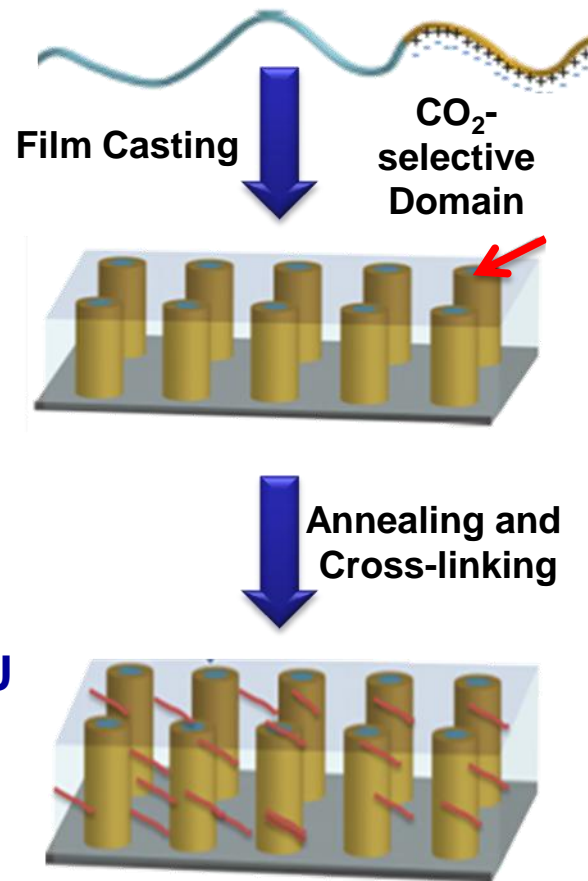 Film Casting
CO₂-
selective
Domain
Annealing and
Cross-linking
U